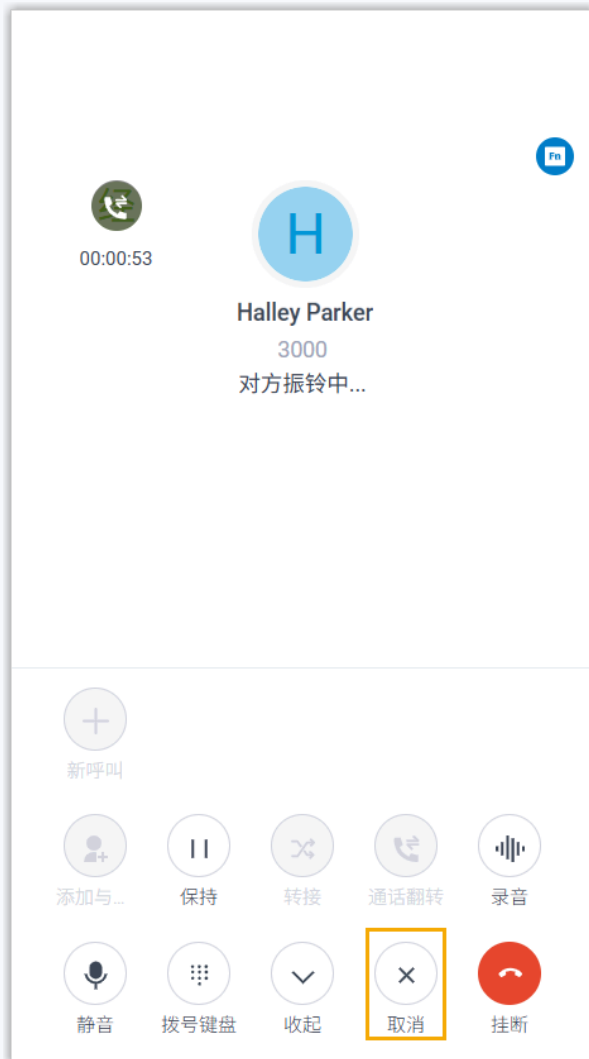 Fn
经
00:00:53
H
Halley Parker
3000
对方振铃中...
新呼叫
添加与...
保持
转接
通话翻转
录音
静音
拨号键盘
收起
取消
挂断